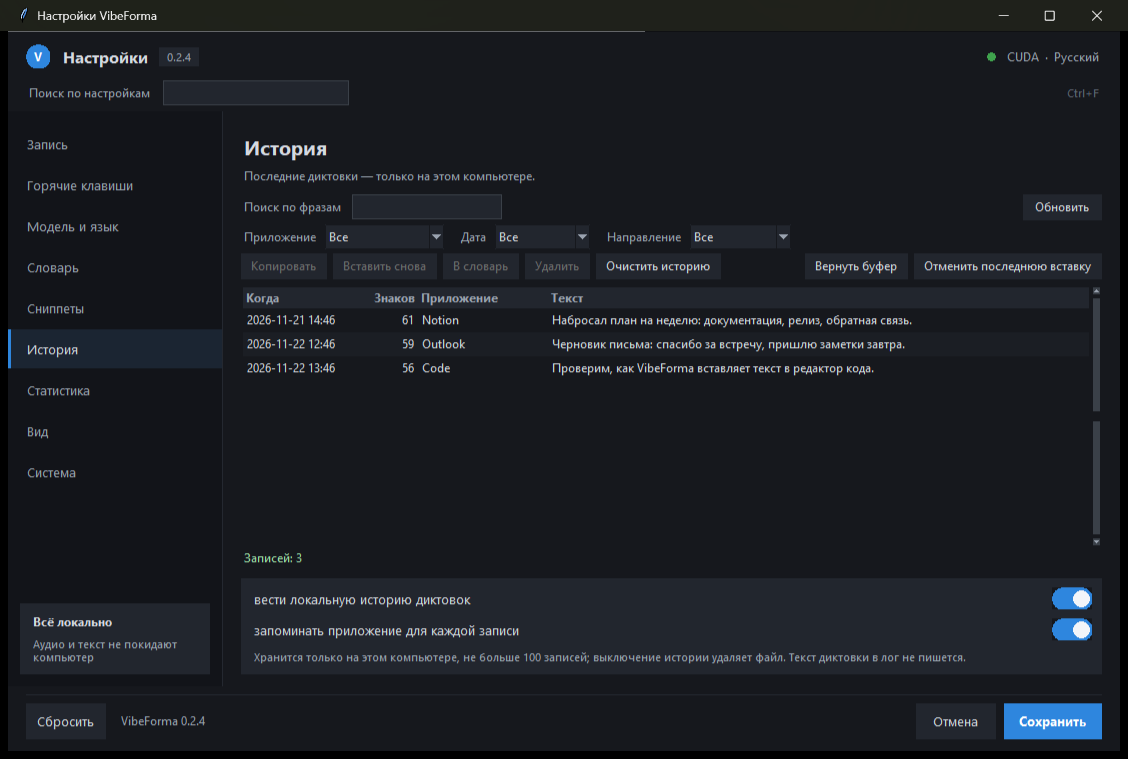 Настройки VibeForma
V Настройки 0.2.4 CUDA · Русский
Поиск по настройкам Ctrl+F
Запись
Горячие клавиши
Модель и язык
Словарь
Сниппеты
История
Статистика
Вид
Система
Всё локально
Аудио и текст не покидают
компьютер
История
Последние диктовки — только на этом компьютере.
Поиск по фразам Обновить
Приложение Все Дата Все Направление Все
Копировать Вставить снова В словарь Удалить Очистить историю Вернуть буфер Отменить последнюю вставку
Когда Знаков Приложение Текст
2026-11-21 14:46 61 Notion Набросал план на неделю: документация, релиз, обратная связь.
2026-11-22 12:46 59 Outlook Черновик письма: спасибо за встречу, пришлю заметки завтра.
2026-11-22 13:46 56 Code Проверим, как VibeForma вставляет текст в редактор кода.
Записей: 3
вести локальную историю диктовок
запоминать приложение для каждой записи
Хранится только на этом компьютере, не больше 100 записей; выключение истории удаляет файл. Текст диктовки в лог не пишется.
Сбросить VibeForma 0.2.4 Отмена Сохранить